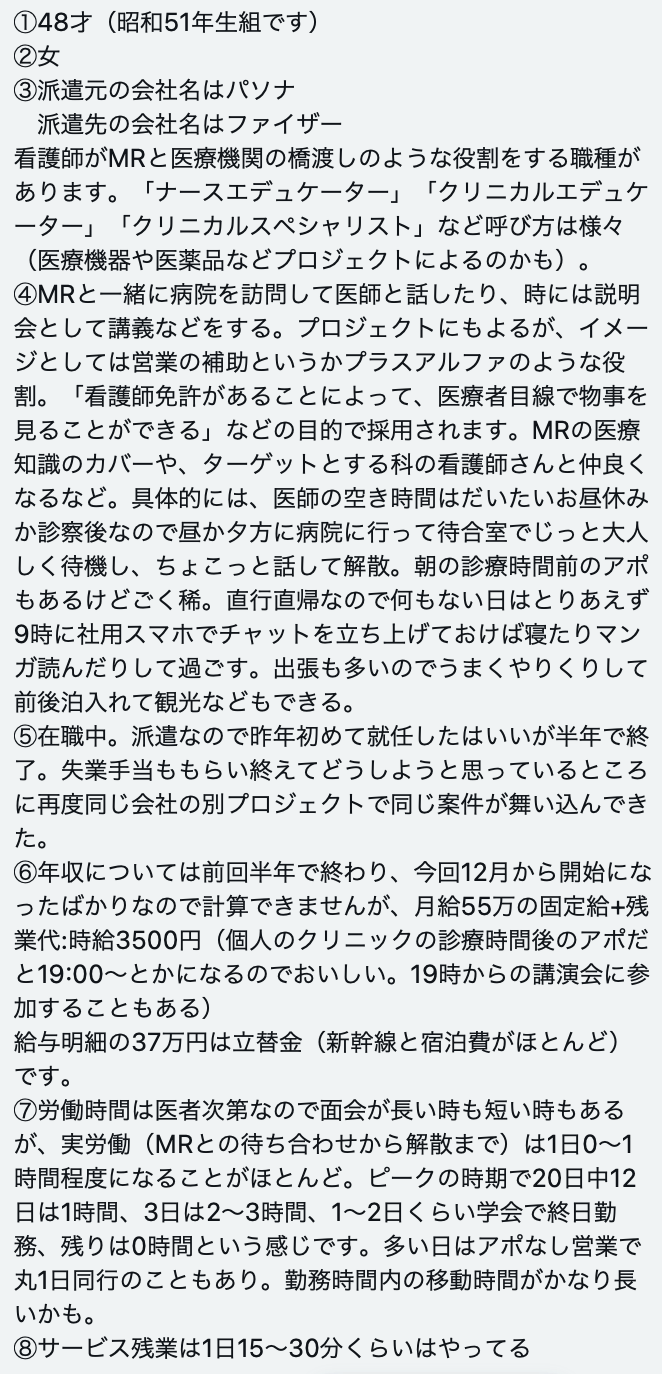 ①48才（昭和51年生組です）
②女
③派遣元の会社名はパソナ
　派遣先の会社名はファイザー
看護師がMRと医療機関の橋渡しのような役割をする職種が
あります。「ナースエデュケーター」「クリニカルエデュケ
ーター」「クリニカルスペシャリスト」など呼び方は様々
（医療機器や医薬品などプロジェクトによるのかも）。
④MRと一緒に病院を訪問して医師と話したり、時には説明
会として講義などをする。プロジェクトにもよるが、イメー
ジとしては営業の補助というかプラスアルファのような役
割。「看護師免許があることによって、医療者目線で物事を
見ることができる」などの目的で採用されます。MRの医療
知識のカバーや、ターゲットとする科の看護師さんと仲良く
なるなど。具体的には、医師の空き時間はだいたいお昼休み
か診察後なので昼か夕方に病院に行って待合室でじっと大人
しく待機し、ちょこっと話して解散。朝の診療時間前のアポ
もあるけどごく稀。直行直帰なので何もない日はとりあえず
9時に社用スマホでチャットを立ち上げておけば寝たりマン
ガ読んだりして過ごす。出張も多いのでうまくやりくりして
前後泊入れて観光などもできる。
⑤在職中。派遣なので昨年初めて就任したはいいが半年で終
了。失業手当ももらい終えてどうしようと思っているところ
に再度同じ会社の別プロジェクトで同じ案件が舞い込んでき
た。
⑥年収については前回半年で終わり、今回12月から開始にな
ったばかりなので計算できませんが、月給55万の固定給+残
業代:時給3500円（個人のクリニックの診療時間後のアポだ
と19:00〜とかになるのでおいしい。19時からの講演会に参
加することもある）
給与明細の37万円は立替金（新幹線と宿泊費がほとんど）
です。
⑦労働時間は医者次第なので面会が長い時も短い時もある
が、実労働（MRとの待ち合わせから解散まで）は1日0〜1
時間程度になることがほとんど。ピークの時期で20日中12
日は1時間、3日は2〜3時間、1〜2日くらい学会で終日勤
務、残りは0時間という感じです。多い日はアポなし営業で
丸1日同行のこともあり。勤務時間内の移動時間がかなり長
いかも。
⑧サービス残業は1日15〜30分くらいはやってる